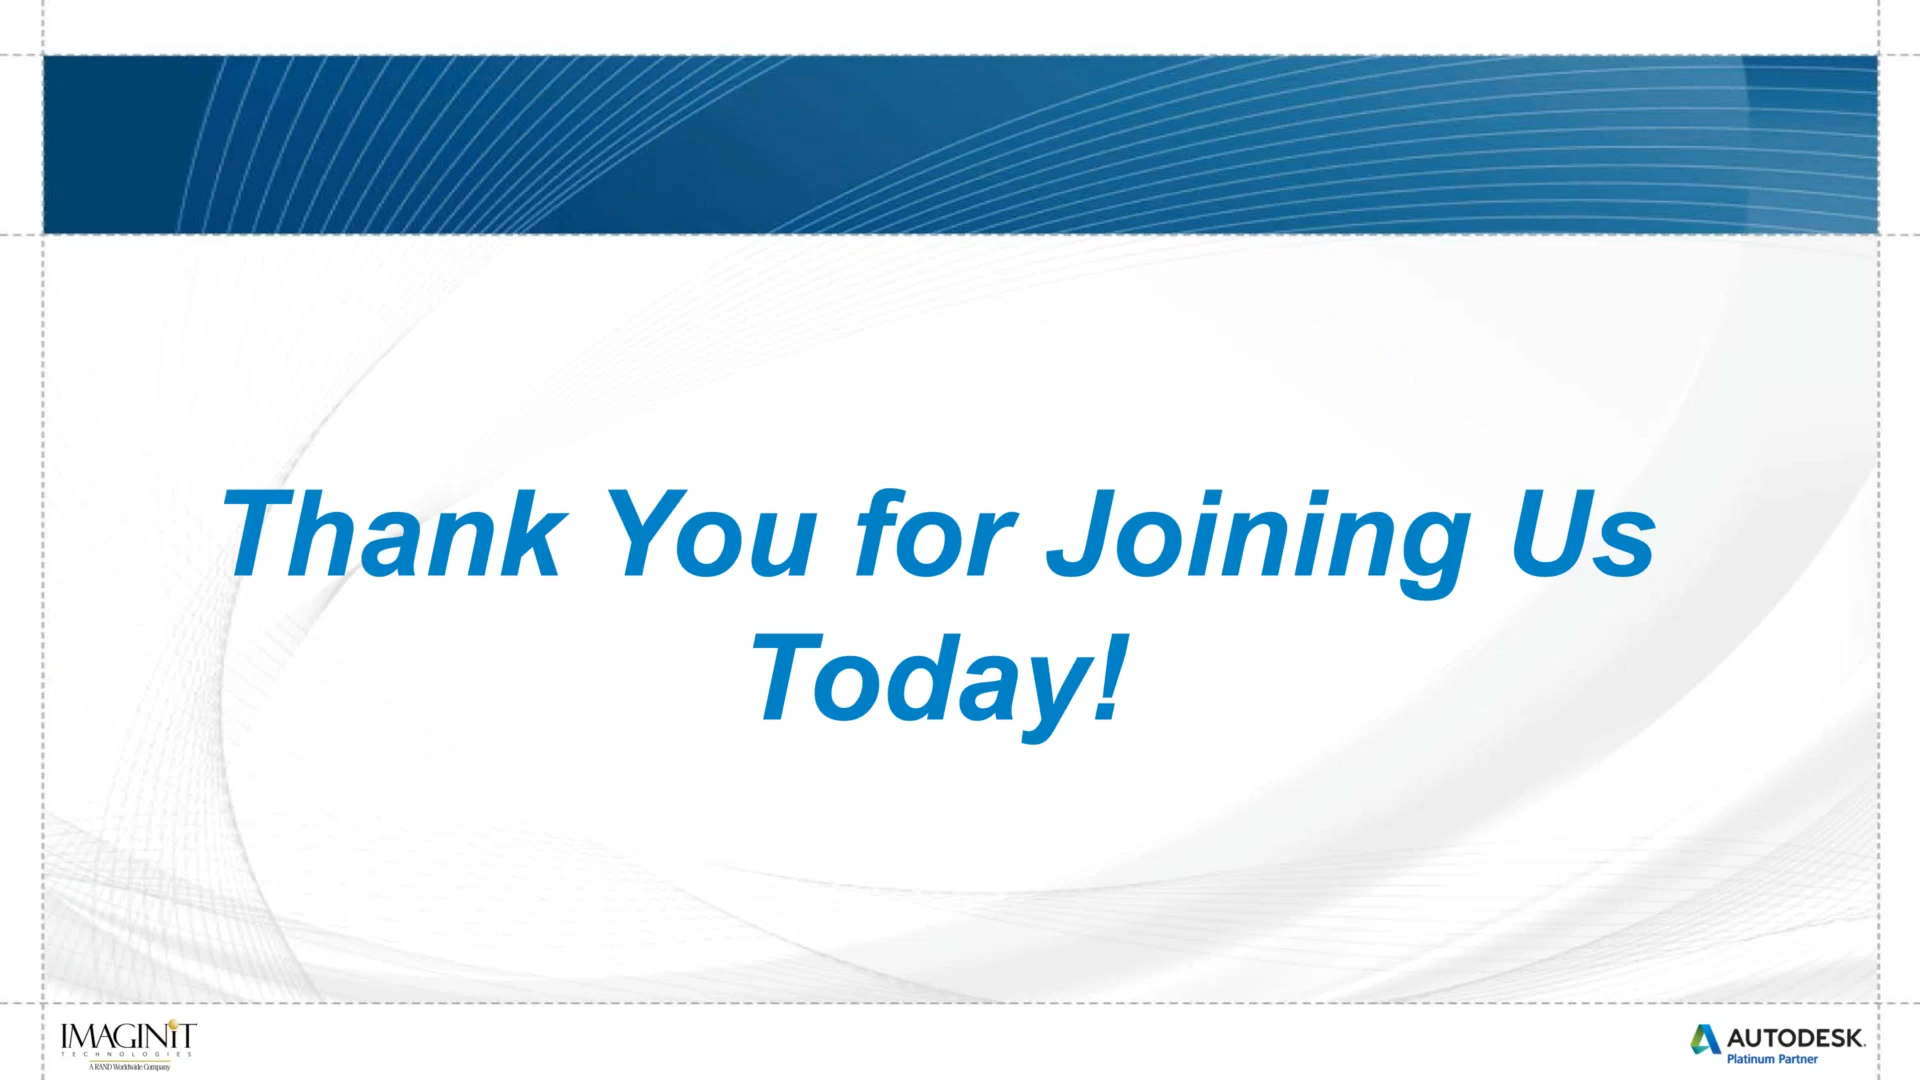 Thank You for Joining Us
Today!
IMAGINiT
TECHNOLOGIES
A RAND Worldwide Company
AUTODESK.
Platinum Partner